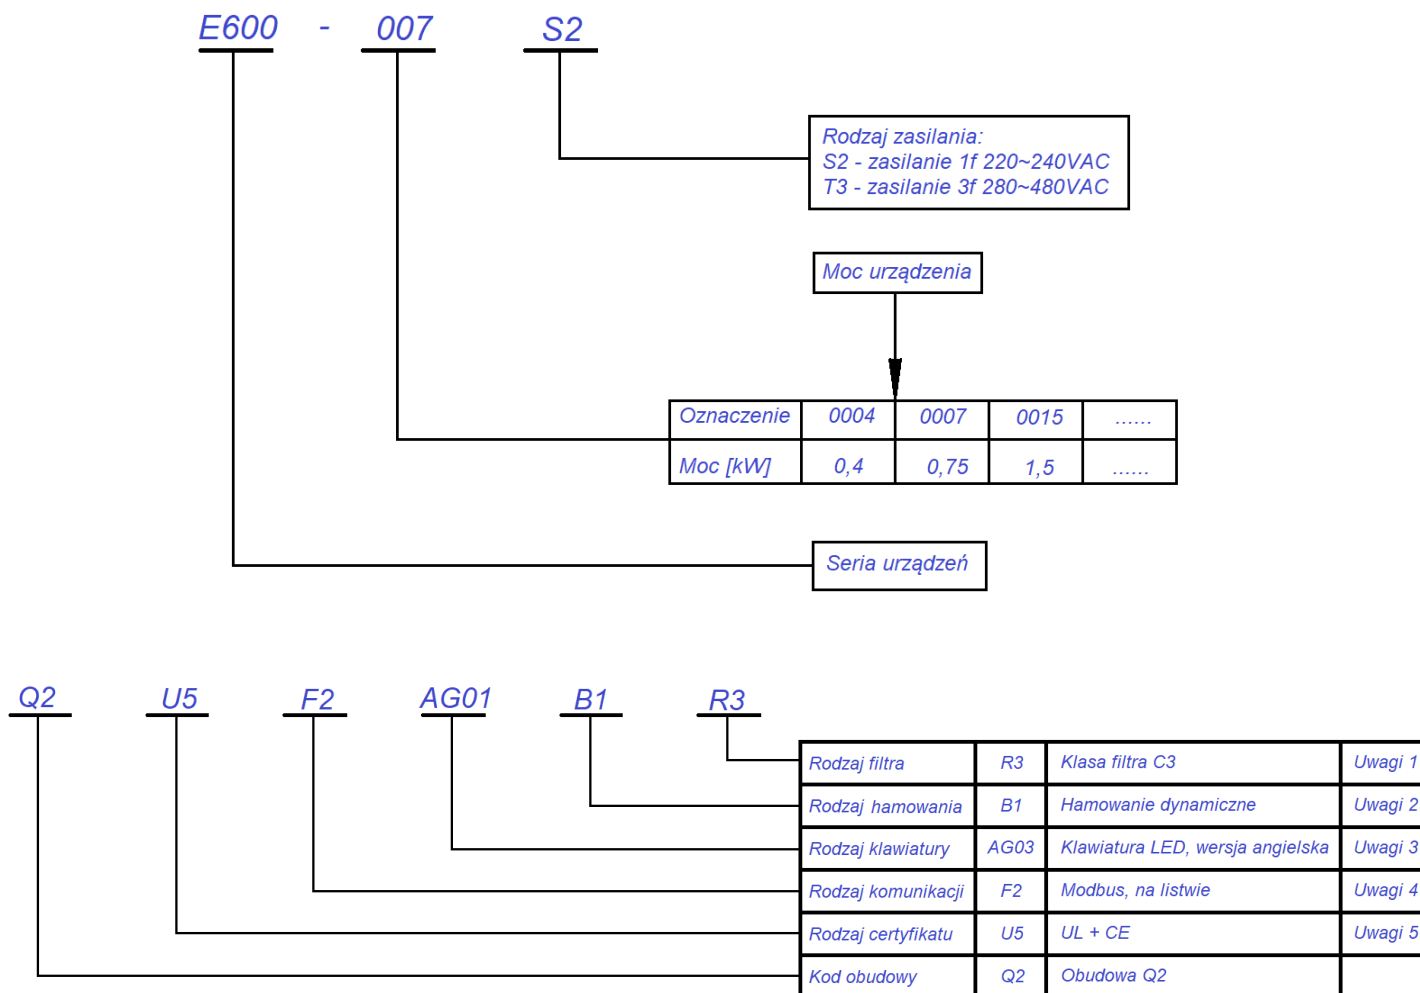 E600 - 007 S2
Rodzaj zasilania:
S2 - zasilanie 1f 220~240VAC
T3 - zasilanie 3f 280~480VAC
Moc urządzenia
Oznaczenie 0004 0007 0015 ......
Moc [kW] 0,4 0,75 1,5 ......
Seria urządzeń
Q2 U5 F2 AG01 B1 R3
Rodzaj filtra R3 Klasa filtra C3 Uwagi 1
Rodzaj hamowania B1 Hamowanie dynamiczne Uwagi 2
Rodzaj klawiatury AG03 Klawiatura LED, wersja angielska Uwagi 3
Rodzaj komunikacji F2 Modbus, na listwie Uwagi 4
Rodzaj certyfikatu U5 UL + CE Uwagi 5
Kod obudowy Q2 Obudowa Q2